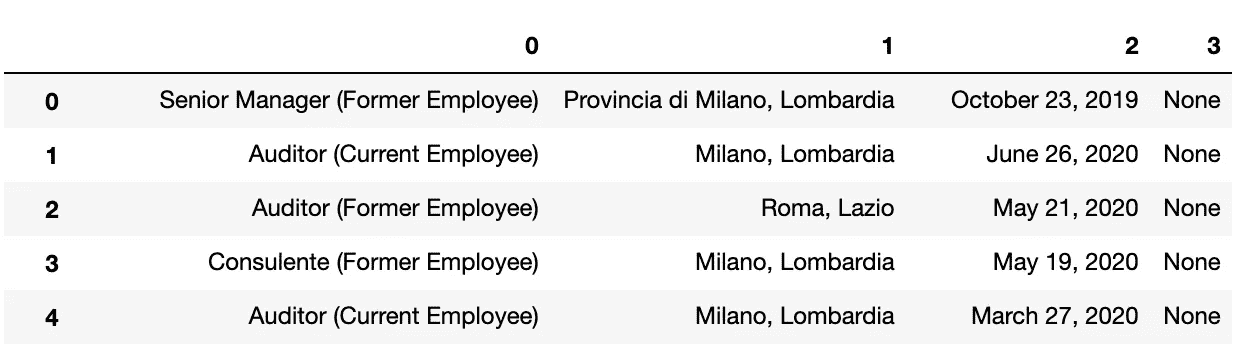 0 1 2 3
0 Senior Manager (Former Employee) Provincia di Milano, Lombardia October 23, 2019 None
1 Auditor (Current Employee) Milano, Lombardia June 26, 2020 None
2 Auditor (Former Employee) Roma, Lazio May 21, 2020 None
3 Consulente (Former Employee) Milano, Lombardia May 19, 2020 None
4 Auditor (Current Employee) Milano, Lombardia March 27, 2020 None